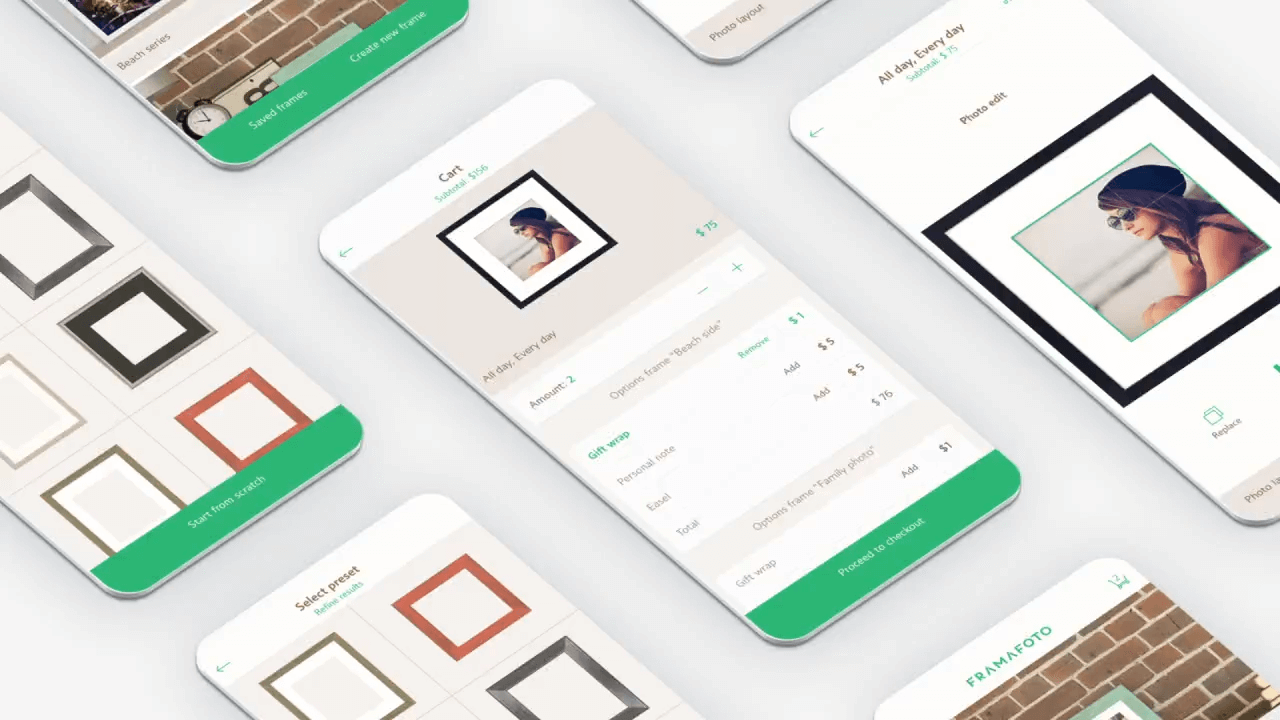 Beach series
Saved frames
Create new frame
Photo layout
All day, Every day
Subtotal: $ 75
Photo edit
Replace
Cart
Subtotal: $156
$ 75
All day, Every day
Amount: 2
Options frame "Beach side"
Gift wrap
Remove
$ 1
Personal note
Add
$ 5
Easel
Add
$ 5
Total
$ 76
Options frame "Family photo"
Gift wrap
Add
$1
Proceed to checkout
Start from scratch
Select preset
Refine results
2
FRAMAFOTO